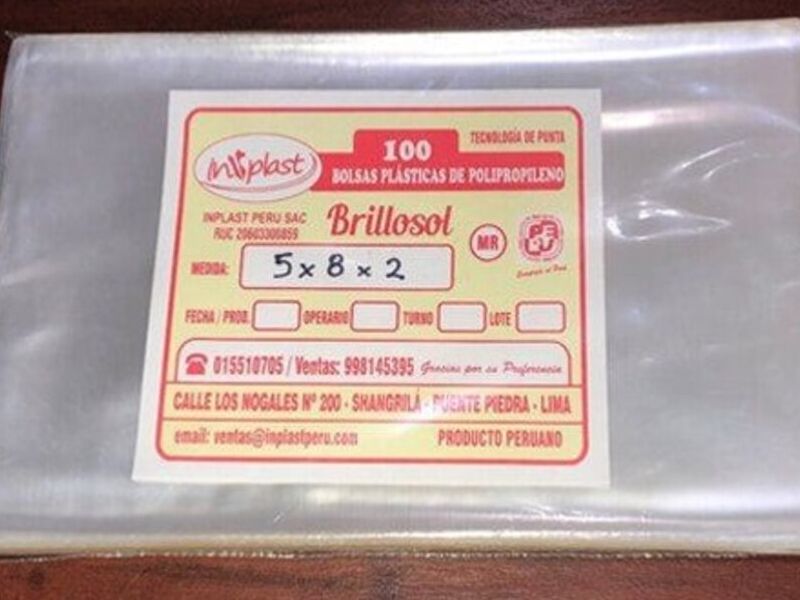 TECNOLOGÍA DE PUNTA
Inplast
100
BOLSAS PLÁSTICAS DE POLIPROPILENO
INPLAST PERU SAC
RUC 20603300859
Brillosol
MR
PERU
MEDIDA: 5 x 8 x 2
FECHA / PROD. OPERARIO TURNO LOTE
015510705 / Ventas: 998145395 Gracias por su Preferencia
CALLE LOS NOGALES Nº 200 - SHANGRILÁ - PUENTE PIEDRA - LIMA
email: ventas@inplastperu.com PRODUCTO PERUANO